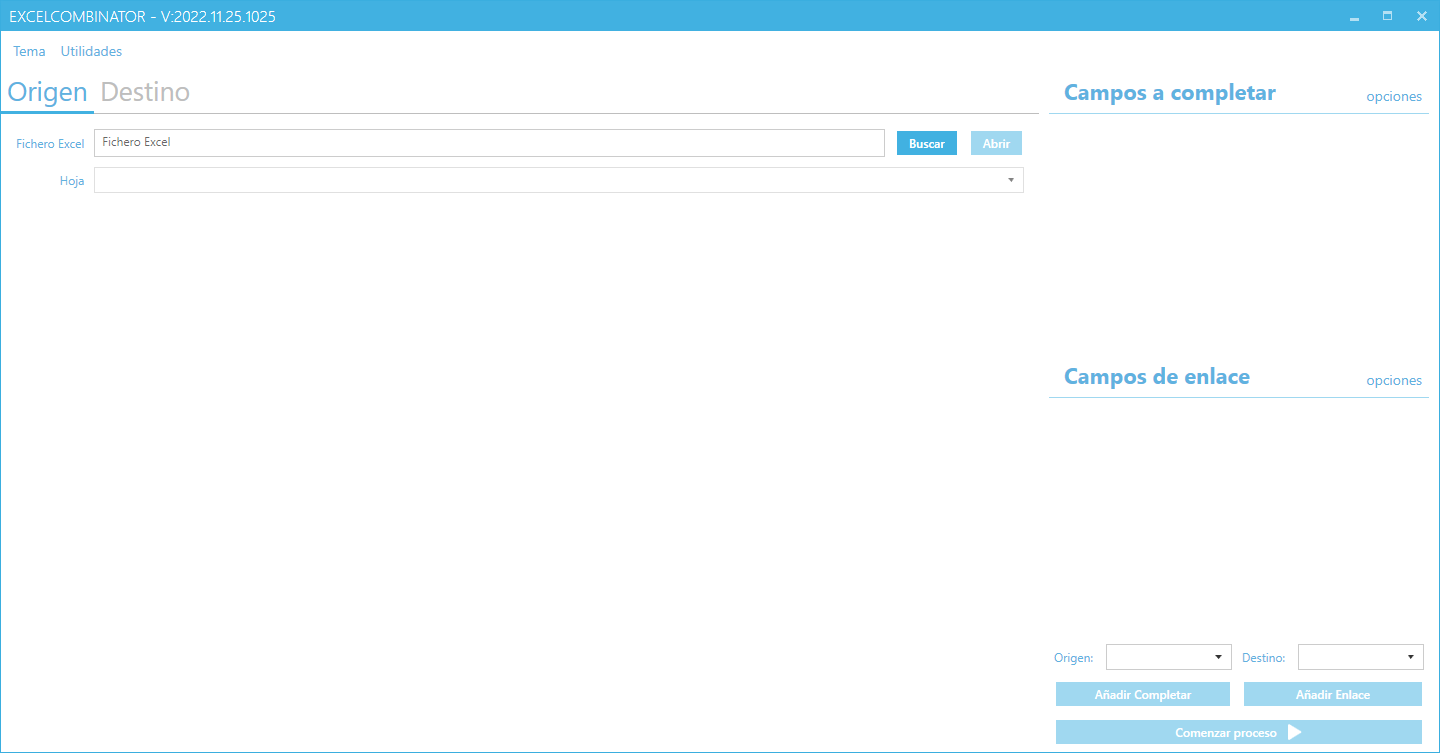 EXCELCOMBINATOR - V:2022.11.25.1025
Tema Utilidades
Origen Destino
Fichero Excel Fichero Excel Buscar Abrir
Hoja
Campos a completar opciones
Campos de enlace opciones
Origen: Destino:
Añadir Completar Añadir Enlace
Comenzar proceso